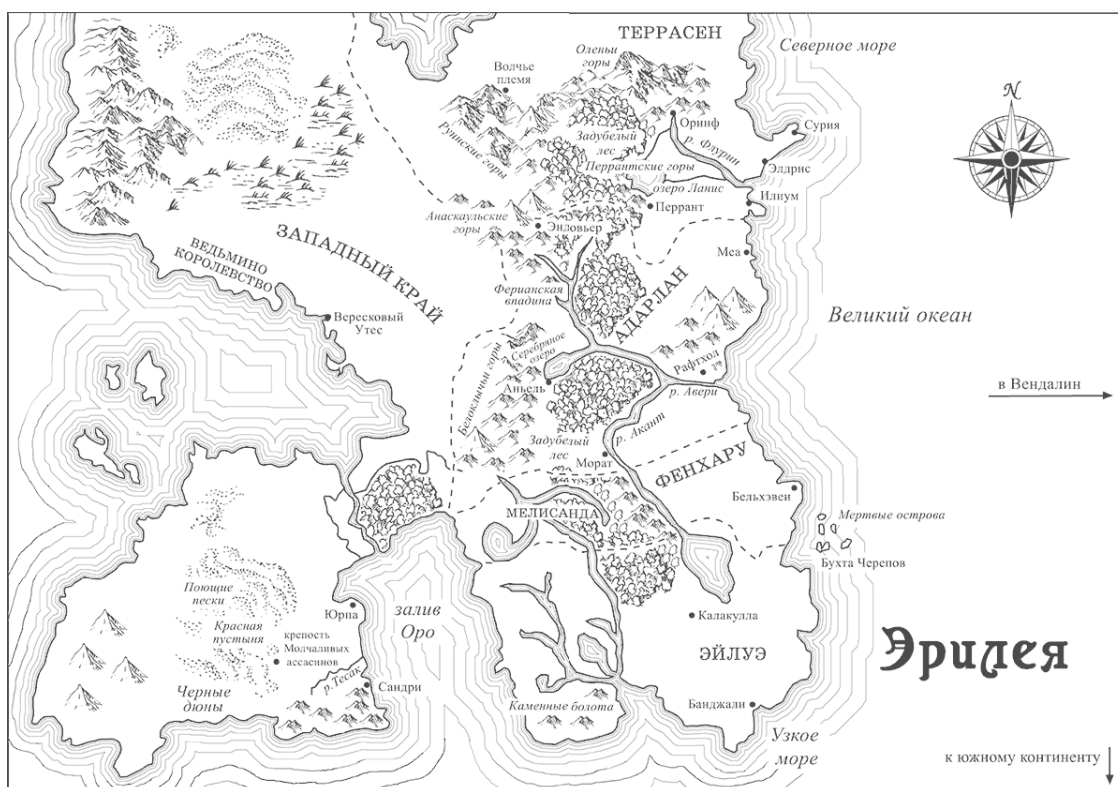 ТЕРРАСЕН
Северное море
Оленьи
горы
Волчье
племя
N
Оринф
Сурия
Задубелый
лес
р. Флурин
Руннские горы
Перрантские горы
Элдрис
озеро Ланис
Илиум
Перрант
Анаскаульские
горы
Эндовьер
ЗАПАДНЫЙ КРАЙ
Меа
ВЕДЬМИНО
КОРОЛЕВСТВО
Ферианская
впадина
АДАРЛАН
Вересковый
Утес
Великий океан
Серебряное
озеро
Рафтхол
Аньель
р. Авери
в Вендалин
Белоклычьи горы
р. Акант
Задубелый
лес
Морат
ФЕНХАРУ
Бельхэвен
МЕЛИСАНДА
Мертвые острова
Бухта Черепов
Поющие
пески
залив
Оро
Юрпа
Калакулла
Красная
пустыня
крепость
Молчаливых
ассасинов
ЭЙЛУЭ
Эрилея
р.Тесак
Черные
дюны
Сандри
Каменные болота
Банджали
Узкое
море
к южному континенту